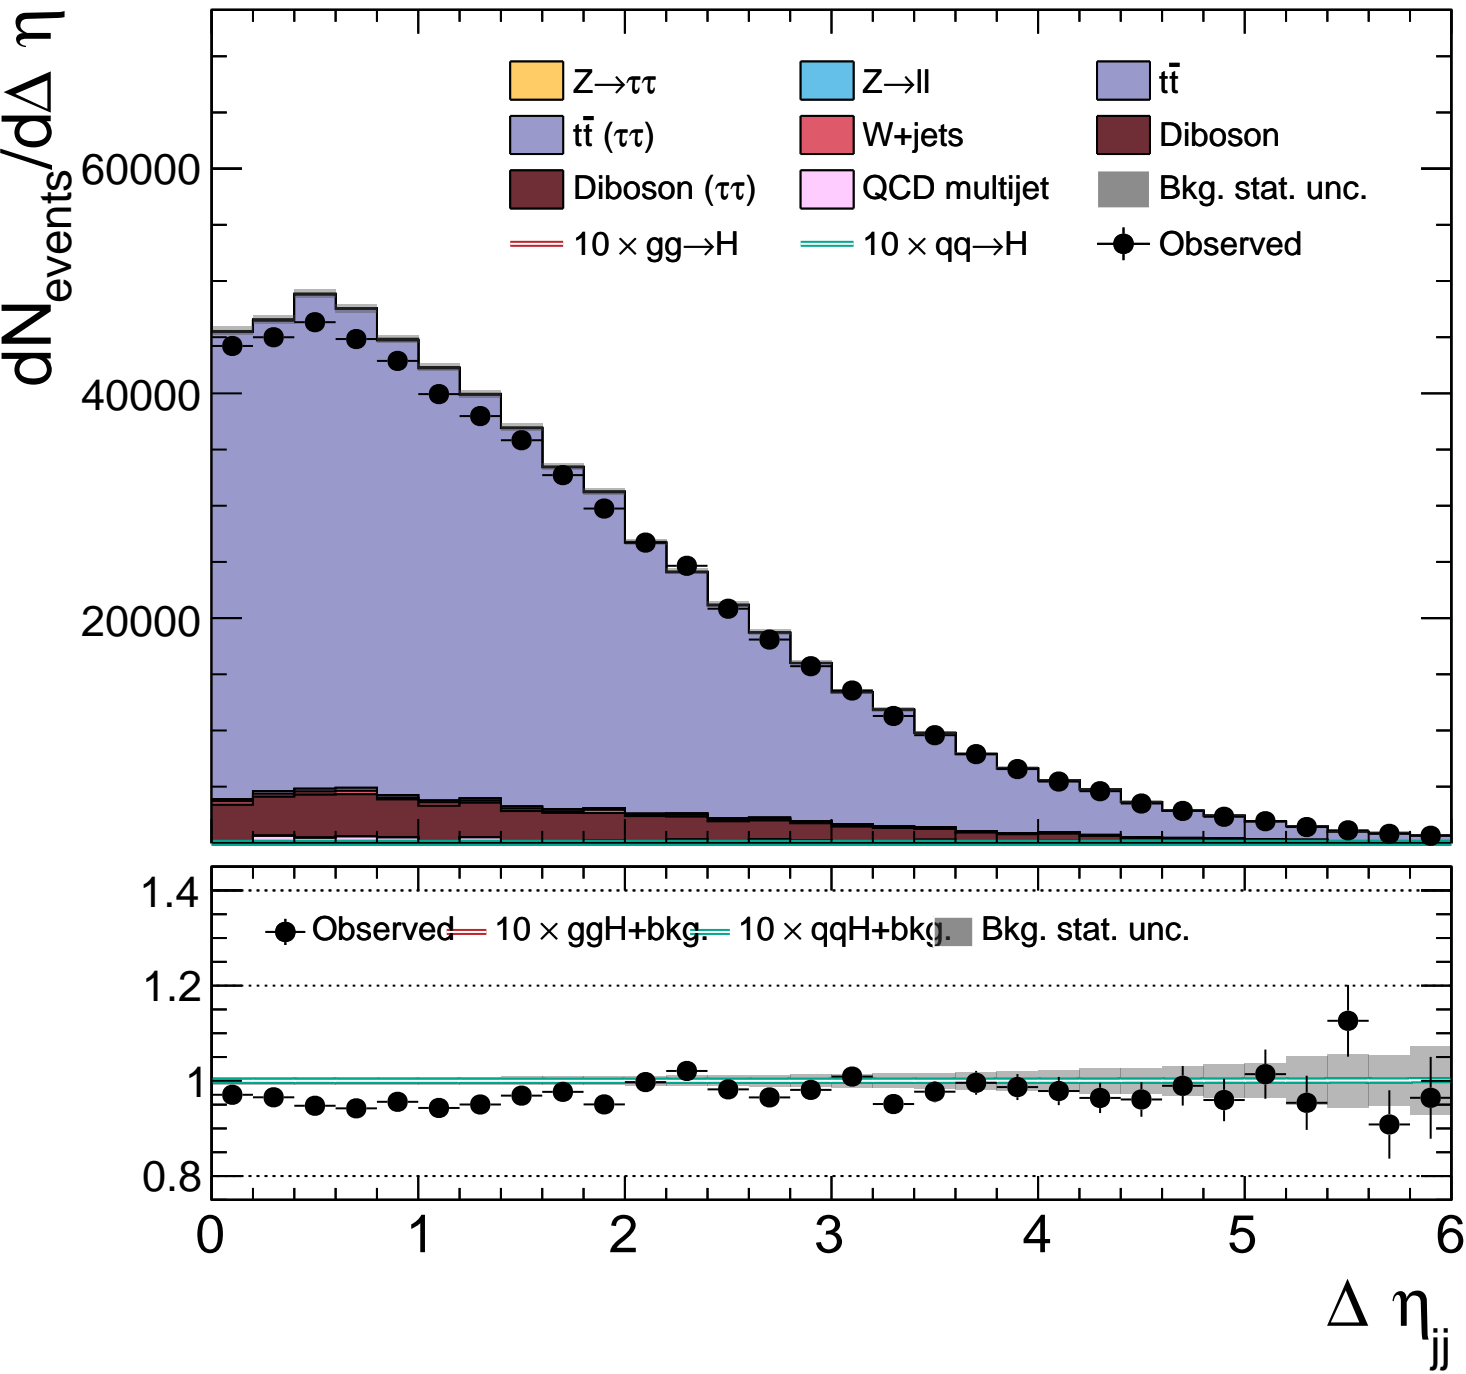 dN_events/dΔ η
60000
40000
20000
Z→ττ Z→ll tt̄
tt̄ (ττ) W+jets Diboson
Diboson (ττ) QCD multijet Bkg. stat. unc.
10 × gg→H 10 × qq→H Observed
1.4
1.2
1
0.8
Observed 10 × ggH+bkg. 10 × qqH+bkg. Bkg. stat. unc.
0 1 2 3 4 5 6
Δ η_jj